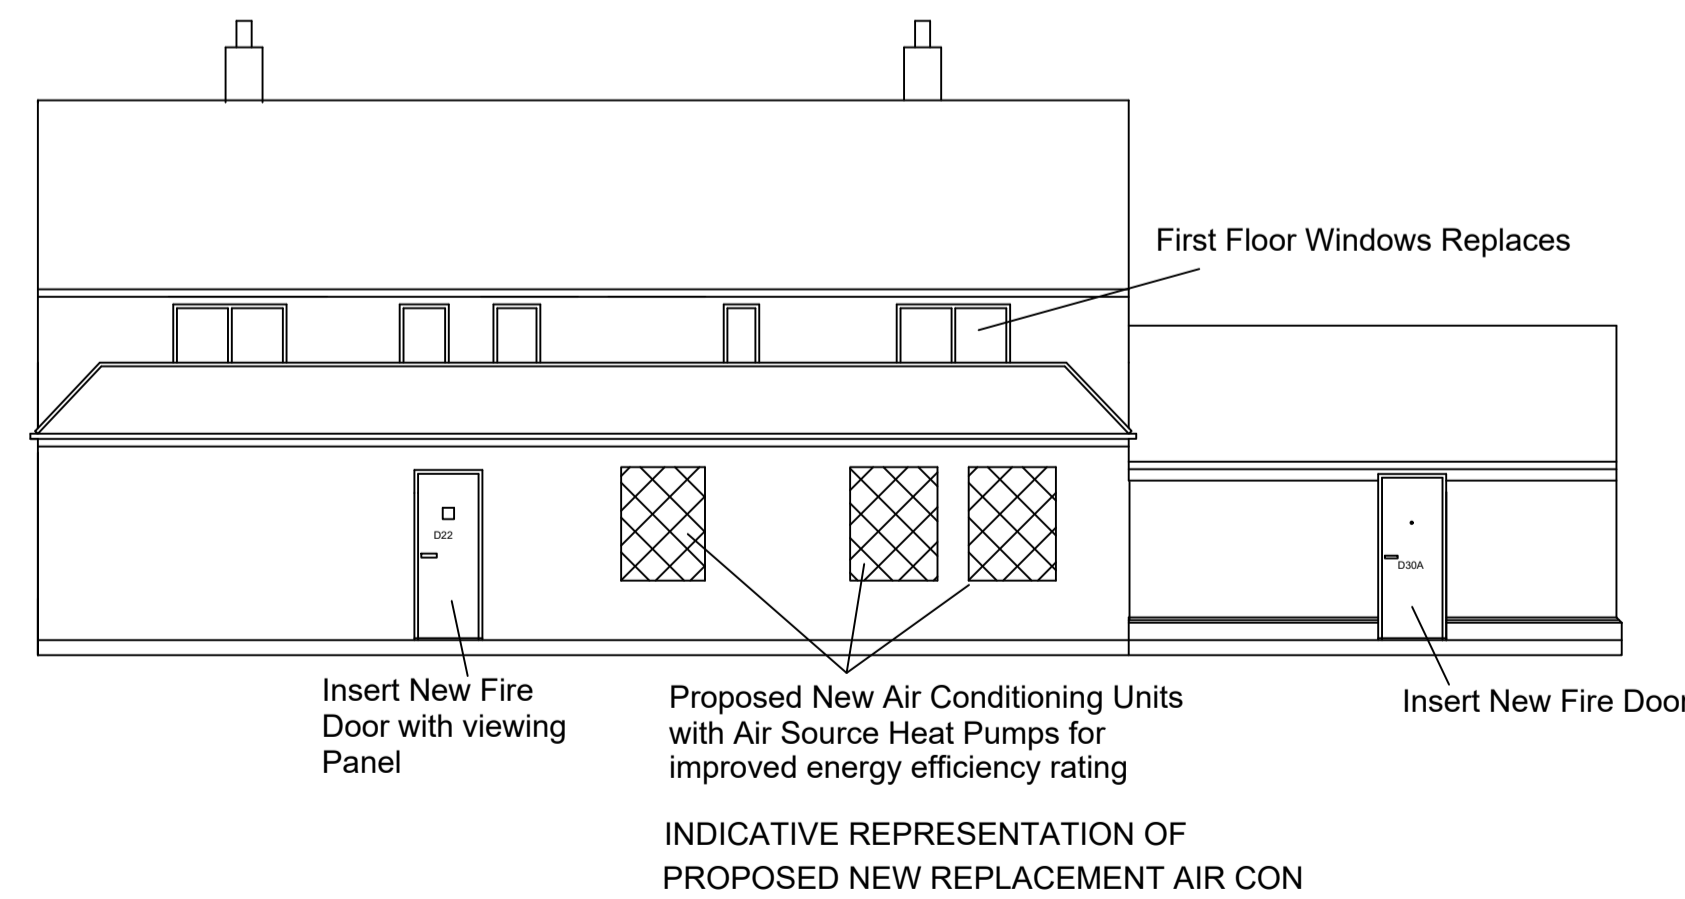 First Floor Windows Replaces
D22
D30A
Insert New Fire
Door with viewing
Panel
Proposed New Air Conditioning Units
with Air Source Heat Pumps for
improved energy efficiency rating
Insert New Fire Door
INDICATIVE REPRESENTATION OF
PROPOSED NEW REPLACEMENT AIR CON